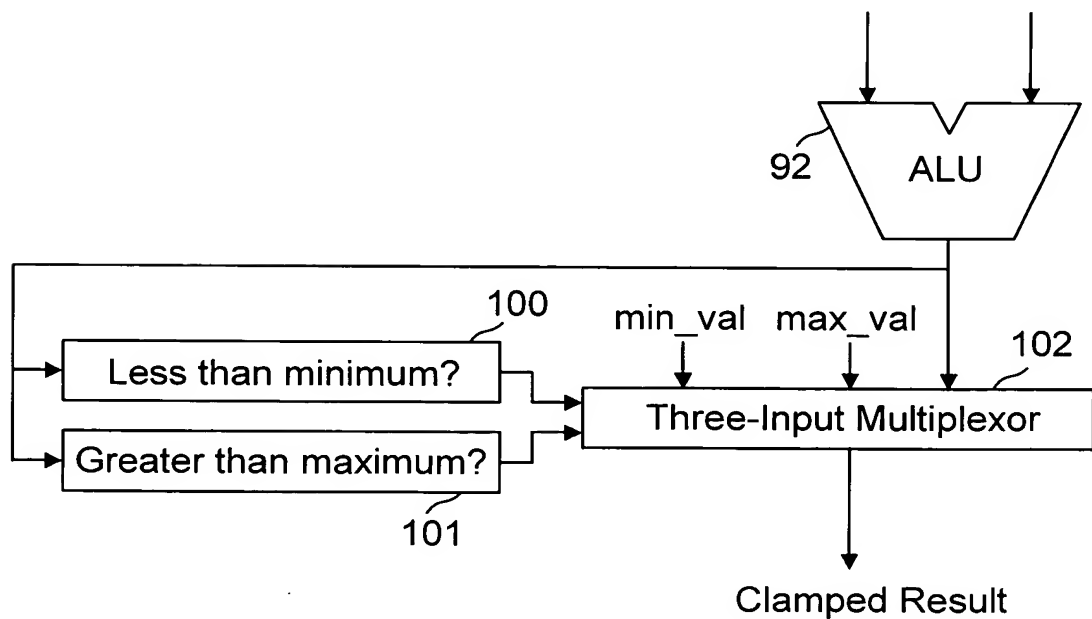 92
ALU
100
min_val
max_val
102
Less than minimum?
Three-Input Multiplexor
Greater than maximum?
101
Clamped Result